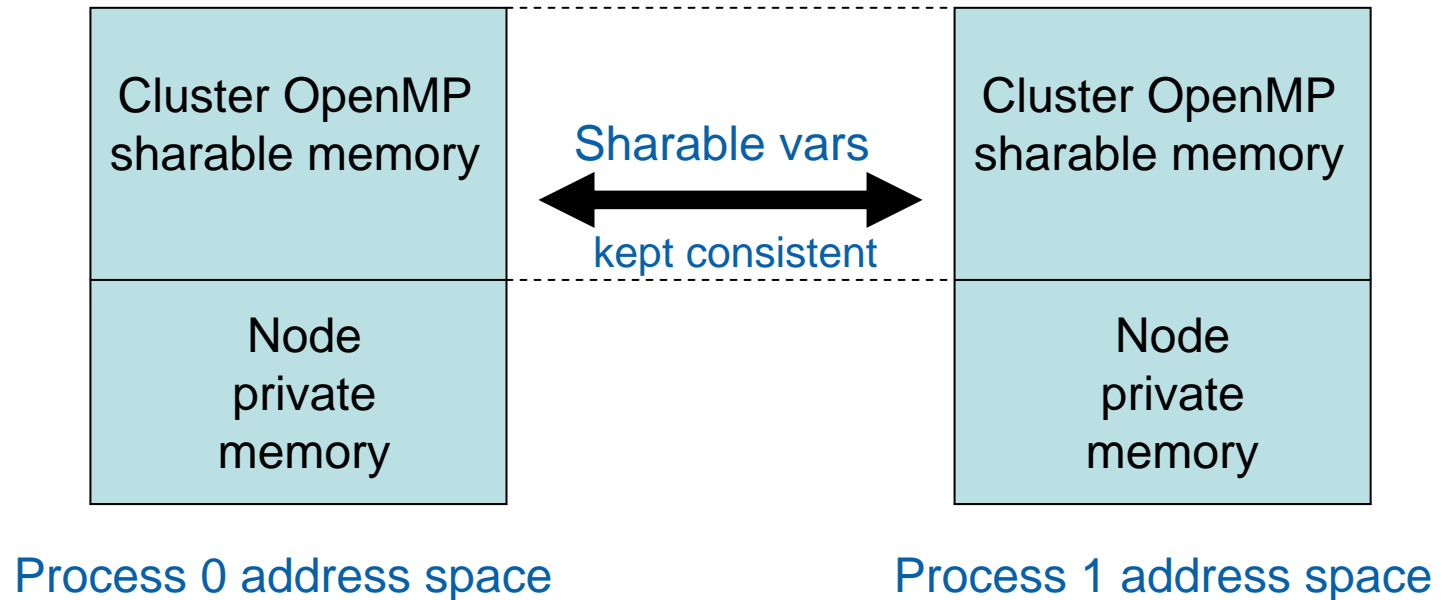 Cluster OpenMP
sharable memory
Sharable vars
kept consistent
Cluster OpenMP
sharable memory
Node
private
memory
Node
private
memory
Process 0 address space
Process 1 address space